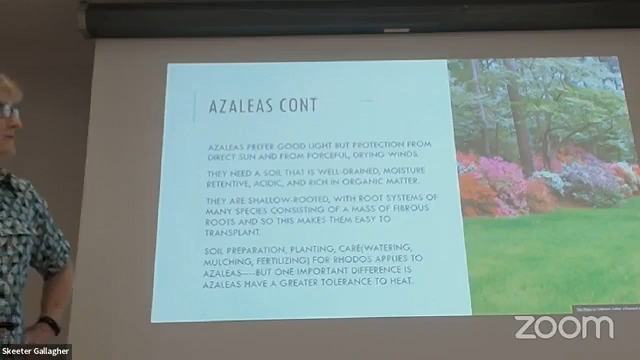 AZALEAS CONT
AZALEAS PREFER GOOD LIGHT BUT PROTECTION FROM
DIRECT SUN AND FROM FORCEFUL, DRYING WINDS.
THEY NEED A SOIL THAT IS WELL-DRAINED, MOISTURE
RETENTIVE, ACIDIC, AND RICH IN ORGANIC MATTER.
THEY ARE SHALLOW-ROOTED, WITH ROOT SYSTEMS OF
MANY SPECIES CONSISTING OF A MASS OF FIBROUS
ROOTS AND SO THIS MAKES THEM EASY TO
TRANSPLANT.
SOIL PREPARATION, PLANTING, CARE(WATERING,
MULCHING, FERTILIZING) FOR RHODOS APPLIES TO
AZALEAS----BUT ONE IMPORTANT DIFFERENCE IS
AZALEAS HAVE A GREATER TOLERANCE TO HEAT.
zoom
Skeeter Gallagher